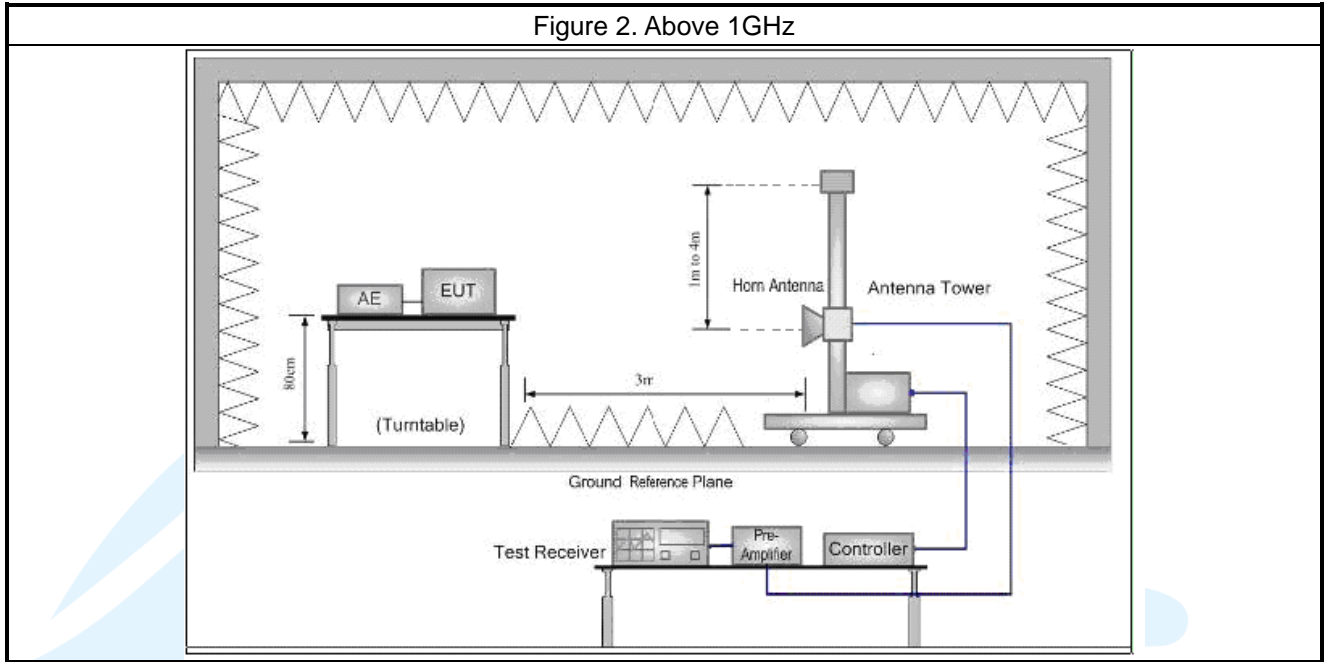 Figure 2. Above 1GHz
1m to 4m
Horn Antenna
Antenna Tower
AE
EUT
80cm
3m
(Turntable)
Ground Reference Plane
Test Receiver
Pre-
Amplifier
Controller